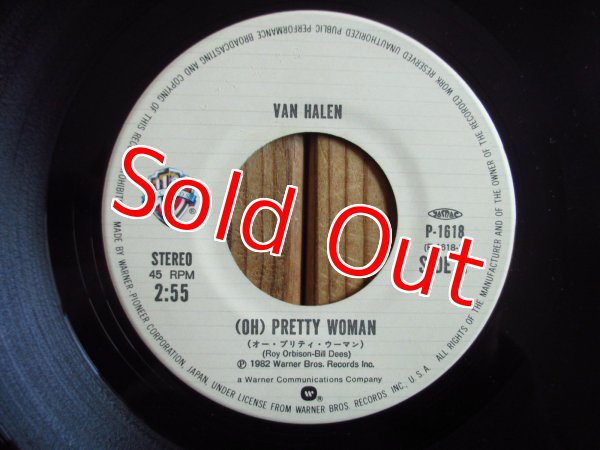 VAN HALEN
Sold Out
STEREO
45 RPM
2:55
P-1618
SIDE
(OH) PRETTY WOMAN
(オー・プリティ・ウーマン)
(Roy Orbison-Bill Dees)
℗ 1982 Warner Bros. Records Inc.
a Warner Communications Company
®
UNAUTHORIZED PUBLIC PERFORMANCE BROADCASTING AND COPYING OF THIS
MADE BY WARNER-PIONEER CORPORATION, JAPAN, UNDER LICENSE FROM WARNER BROS. RECORDS, INC., U.S.A.
ALL RIGHTS OF THE MANUFACTURER AND OF THE OWNER OF THE RECORDED WORK RESERVED